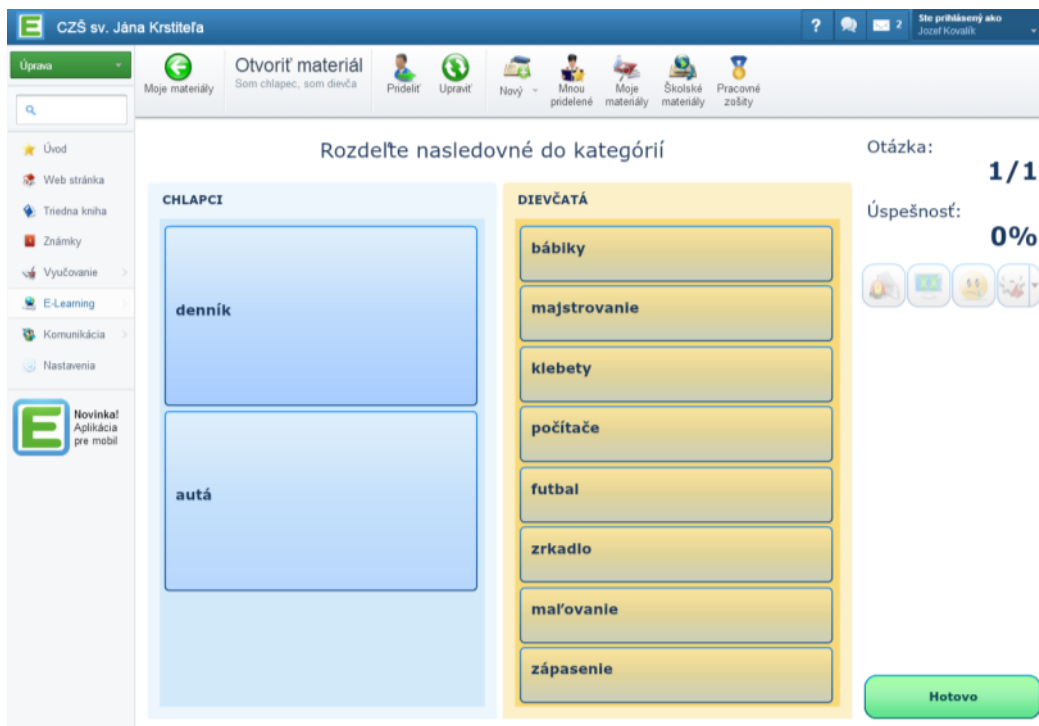 CZŠ sv. Jána Krstiteľa
?
2
Ste prihlásený ako
Jozef Kovalík
Úprava
Moje materiály
Otvoriť materiál
Som chlapec, som dievča
Prideliť
Upraviť
Nový
Mnou
pridelené
Moje
materiály
Školské
materiály
Pracovné
zošity
Úvod
Web stránka
Triedna kniha
Známky
Vyučovanie
E-Learning
Komunikácia
Nastavenia
Novinka!
Aplikácia
pre mobil
Rozdeľte nasledovné do kategórií
CHLAPCI
denník
autá
DIEVČATÁ
bábiky
majstrovanie
klebety
počítače
futbal
zrkadlo
maľovanie
zápasenie
Otázka:
1/1
Úspešnosť:
0%
Hotovo